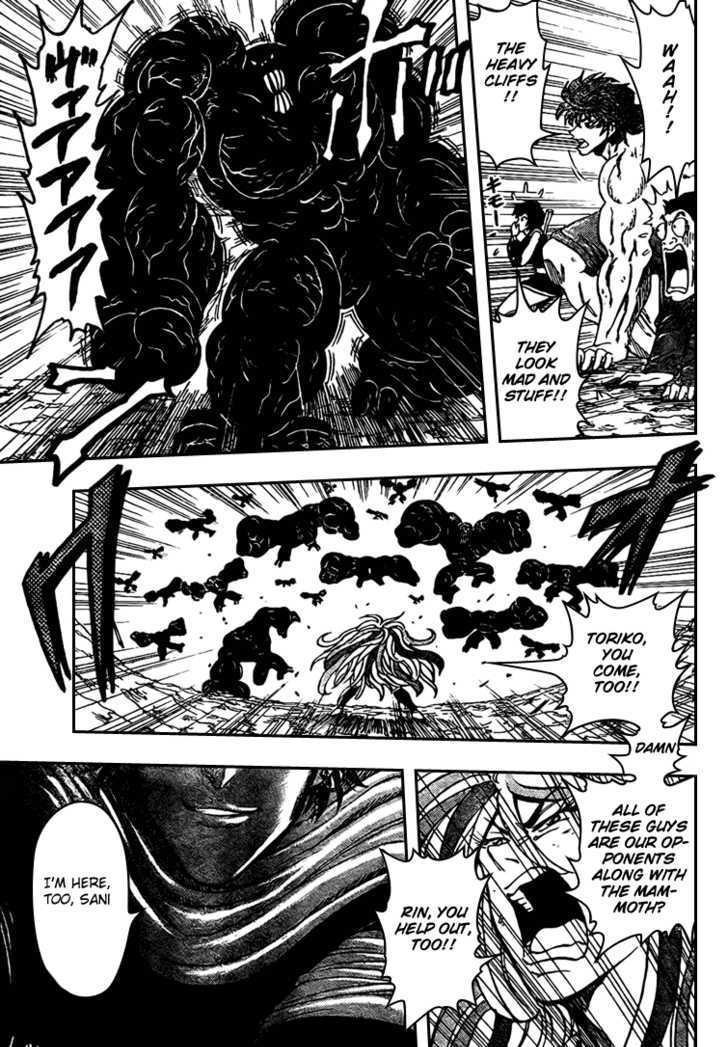 WAAH!!
THE
HEAVY
CLIFFS
!!
キモー
THEY
LOOK
MAD AND
STUFF!!
ヴァアアアアア
TORIKO,
YOU
COME,
TOO!!
DAMN
ALL OF
THESE GUYS
ARE OUR OP-
PONENTS
ALONG WITH
THE MAM-
MOTH?
RIN, YOU
HELP OUT,
TOO!!
I'M HERE,
TOO, SANI